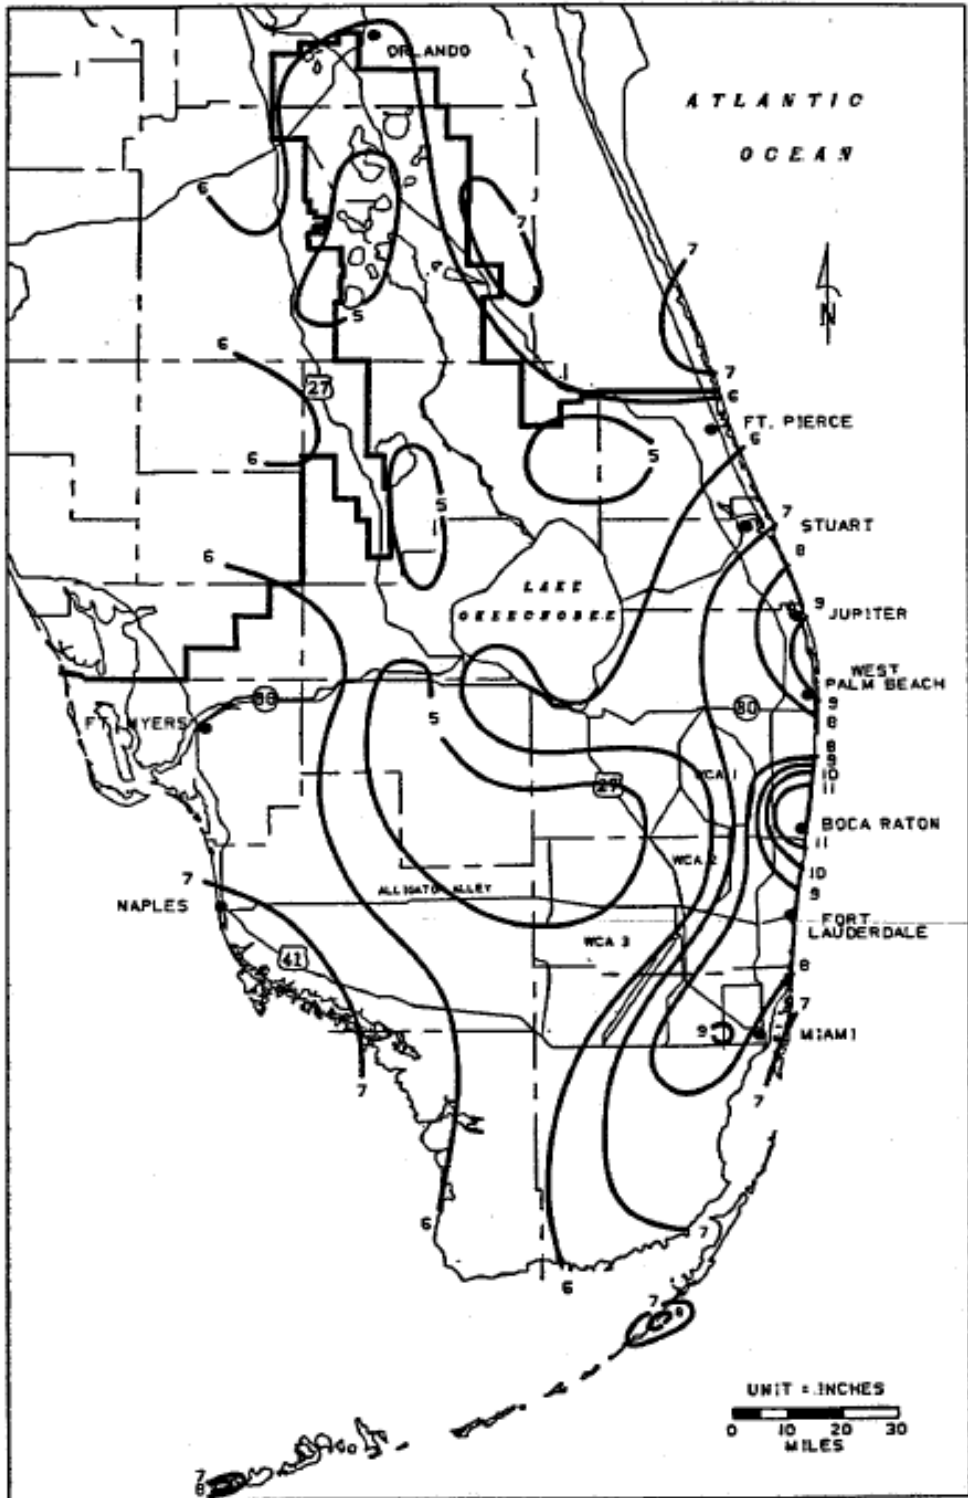 ORLANDO
ATLANTIC
OCEAN
6
7
7
N
5
6
27
7
6
FT. PIERCE
6
6
5
5
7
STUART
6
8
LAKE
OKEECHOBEE
9
JUPITER
WEST
PALM BEACH
80
80
9
8
5
FT. MYERS
8
9
10
11
WCA 1
27
BOCA RATON
11
WCA 2
10
7
ALLIGATOR ALLEY
9
NAPLES
FORT
LAUDERDALE
WCA 3
41
8
7
9
MIAMI
7
7
6
7
6
7
8
UNIT = INCHES
0 10 20 30
MILES
7
8